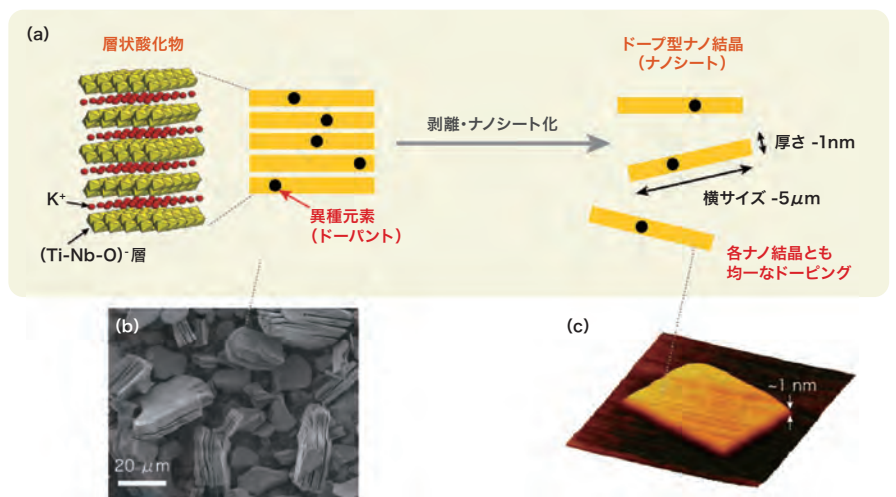 (a)
層状酸化物
K⁺
(Ti-Nb-O)⁻層
異種元素
(ドーパント)
剥離・ナノシート化
ドープ型ナノ結晶
(ナノシート)
厚さ -1nm
横サイズ -5μm
各ナノ結晶とも
均一なドーピング
(b)
20 μm
(c)
~1 nm